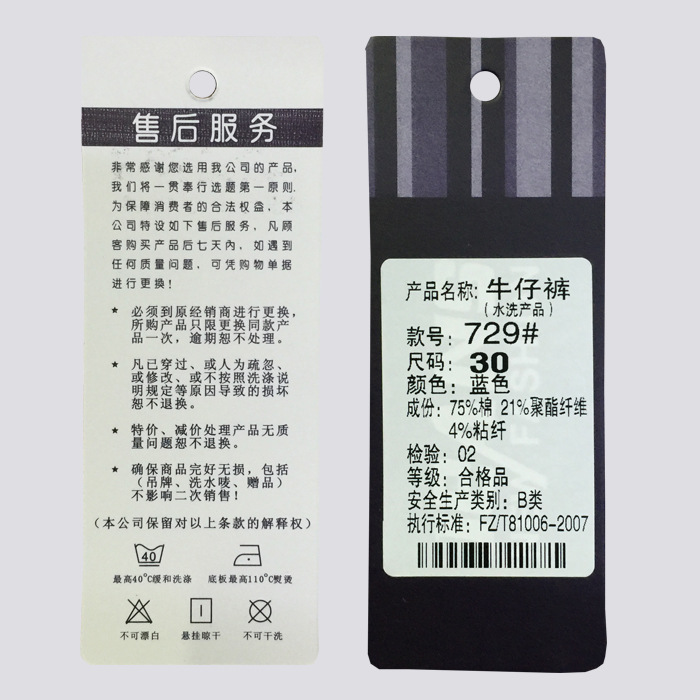 售后服务
非常感谢您选用我公司的产品,
我们将一贯奉行选题第一原则.
为保障消费者的合法权益，本
公司特设如下售后服务，凡顾
客购买产品后七天内，如遇到
任何质量问题，可凭购物单据
进行更换！
★ 必须到原经销商进行更换，
所购产品只限更换同款产
品一次，逾期恕不处理。
★ 凡已穿过、或人为疏忽、
或修改、或不按照洗涤说
明规定等原因导致的损坏
恕不退换。
★ 特价、减价处理产品无质
量问题恕不退换。
★ 确保商品完好无损，包括
（吊牌、洗水唛、赠品）
不影响二次销售！
（本公司保留对以上条款的解释权）
40
最高40°C缓和洗涤 底板最高110°C熨烫
不可漂白 悬挂晾干 不可干洗
产品名称: 牛仔裤
（水洗产品）
款号: 729#
尺码: 30
颜色: 蓝色
成份: 75%棉 21%聚酯纤维
4%粘纤
检验: 02
等级: 合格品
安全生产类别: B类
执行标准: FZ/T81006-2007